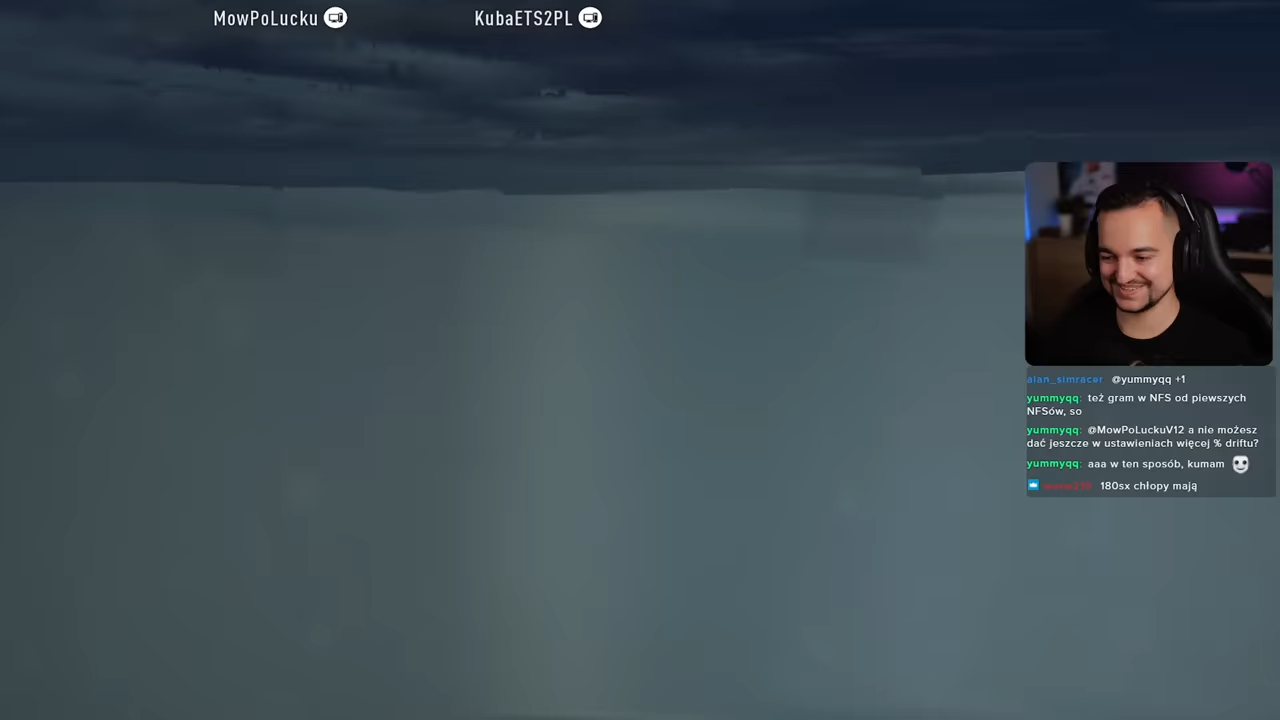 MowPoLucku
KubaETS2PL
alan_simracer @yummyqq +1
yummyqq: też gram w NFS od piewszych
NFSów, so
yummyqq: @MowPoLuckuV12 a nie możesz
dać jeszcze w ustawieniach więcej % driftu?
yummyqq: aaa w ten sposób, kumam
180sx chłopy mają